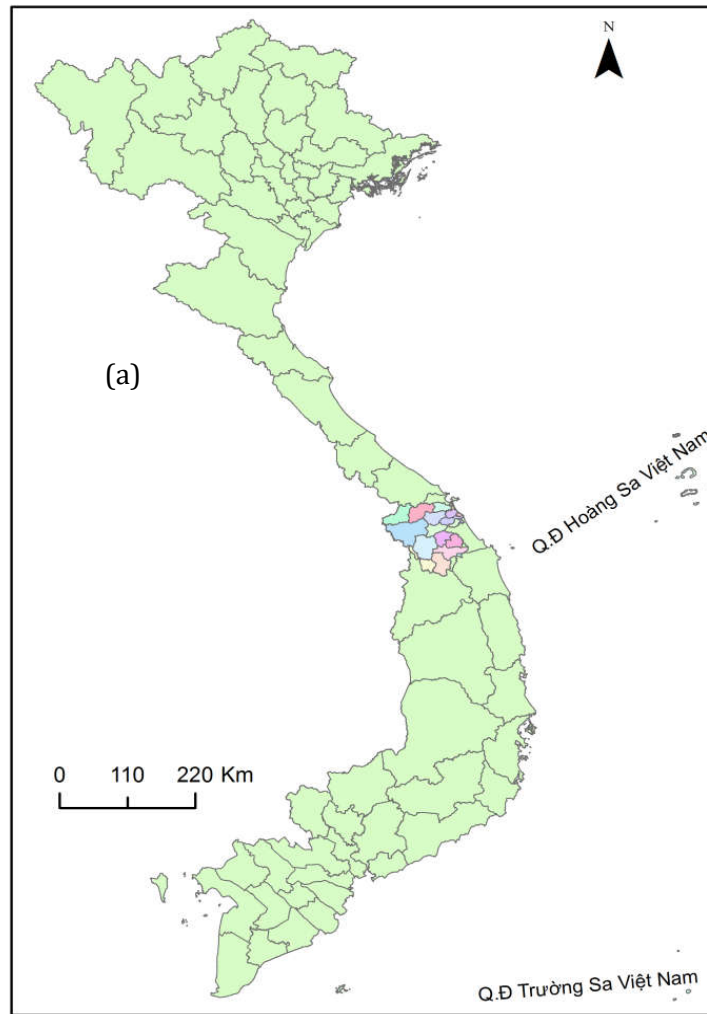 N
(a)
Q.Đ Hoàng Sa Việt Nam
0 110 220 Km
Q.Đ Trường Sa Việt Nam